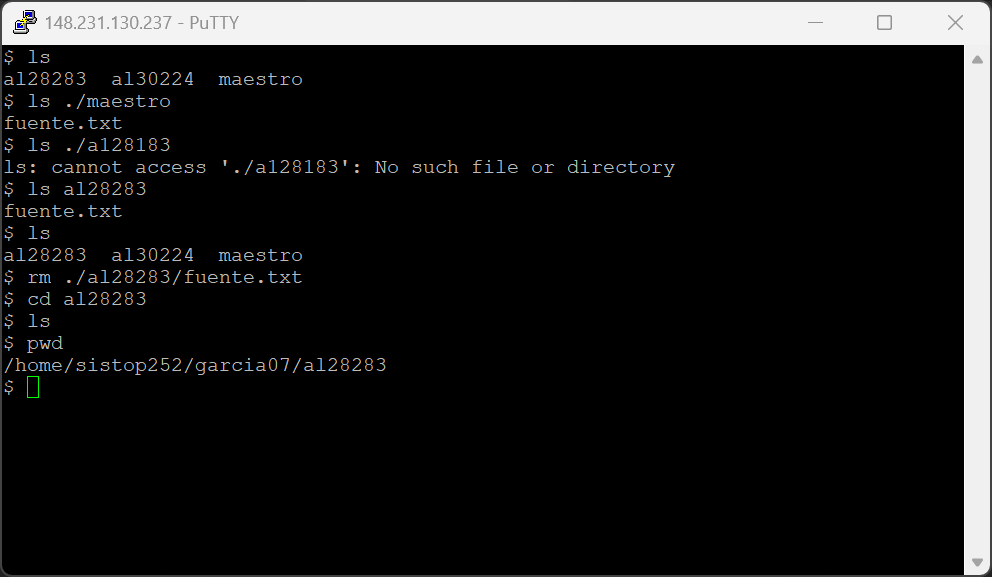 148.231.130.237 - PuTTY
$ ls
al28283  al30224  maestro
$ ls ./maestro
fuente.txt
$ ls ./a128183
ls: cannot access './a128183': No such file or directory
$ ls al28283
fuente.txt
$ ls
al28283  al30224  maestro
$ rm ./al28283/fuente.txt
$ cd al28283
$ ls
$ pwd
/home/sistop252/garcia07/al28283
$